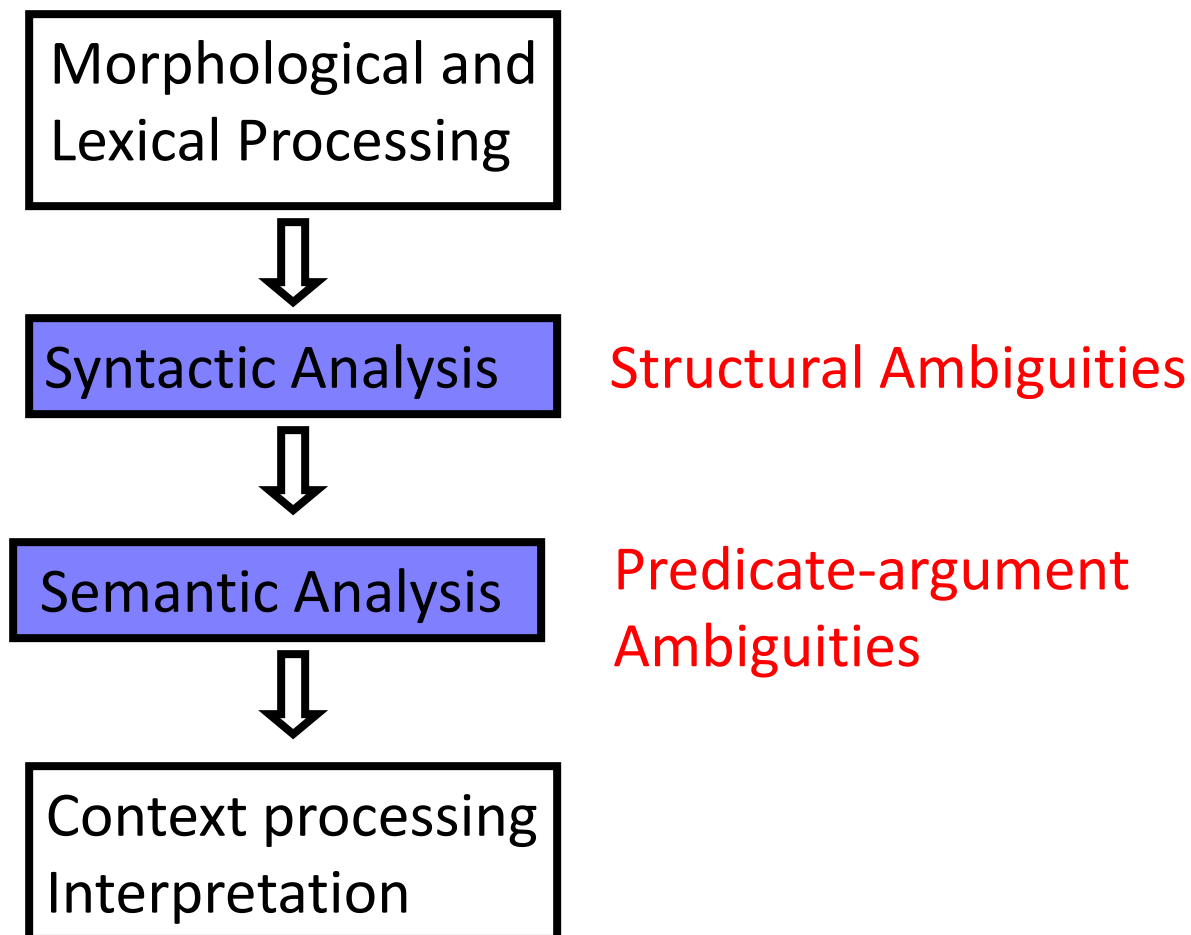 Morphological and
Lexical Processing
Syntactic Analysis
Structural Ambiguities
Semantic Analysis
Predicate-argument
Ambiguities
Context processing
Interpretation